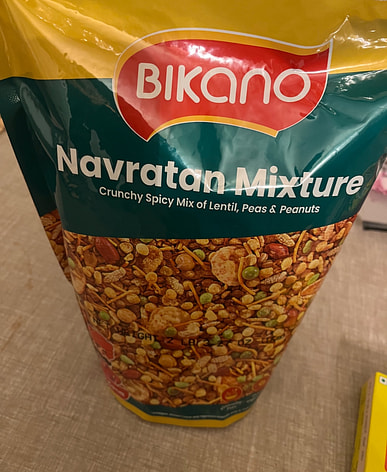 BIKANO
Navratan Mixture
Crunchy Spicy Mix of Lentil, Peas & Peanuts